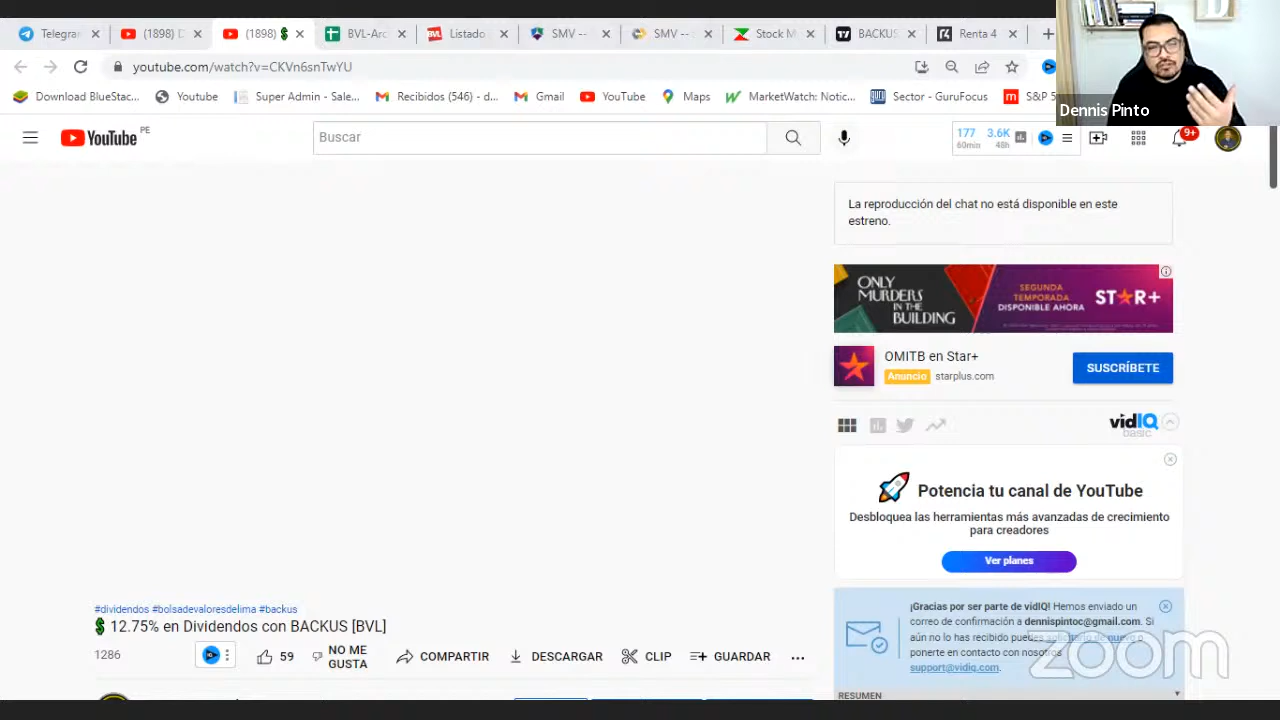 Telegran
(1898) D
(1898) $
BVL-Arc
Listado
SMV --
SMV --
Stock M
BACKUS
Renta 4
youtube.com/watch?v=CKVn6snTwYU
Download BlueStac...
Youtube
Super Admin - Sale...
Recibidos (546) - d...
Gmail
YouTube
Maps
MarketWatch: Notic...
Sector - GuruFocus
S&P 5
Dennis Pinto
YouTube PE
Buscar
177 3.6K
60min 48h
9+
La reproducción del chat no está disponible en este
estreno.
ONLY
MURDERS
IN THE
BUILDING
SEGUNDA
TEMPORADA
DISPONIBLE AHORA
STAR+
OMITB en Star+
Anuncio starplus.com
SUSCRÍBETE
vidIQ
basic
Potencia tu canal de YouTube
Desbloquea las herramientas más avanzadas de crecimiento
para creadores
Ver planes
#dividendos #bolsadevaloresdelima #backus
$ 12.75% en Dividendos con BACKUS [BVL]
1286
59
NO ME
GUSTA
COMPARTIR
DESCARGAR
CLIP
GUARDAR
¡Gracias por ser parte de vidIQ! Hemos enviado un
correo de confirmación a dennespintoc@gmail.com. Si
aún no lo has recibido puedes solicitarlo de nuevo o
ponerte en contacto con nosotros
support@vidiq.com.
zoom
RESUMEN